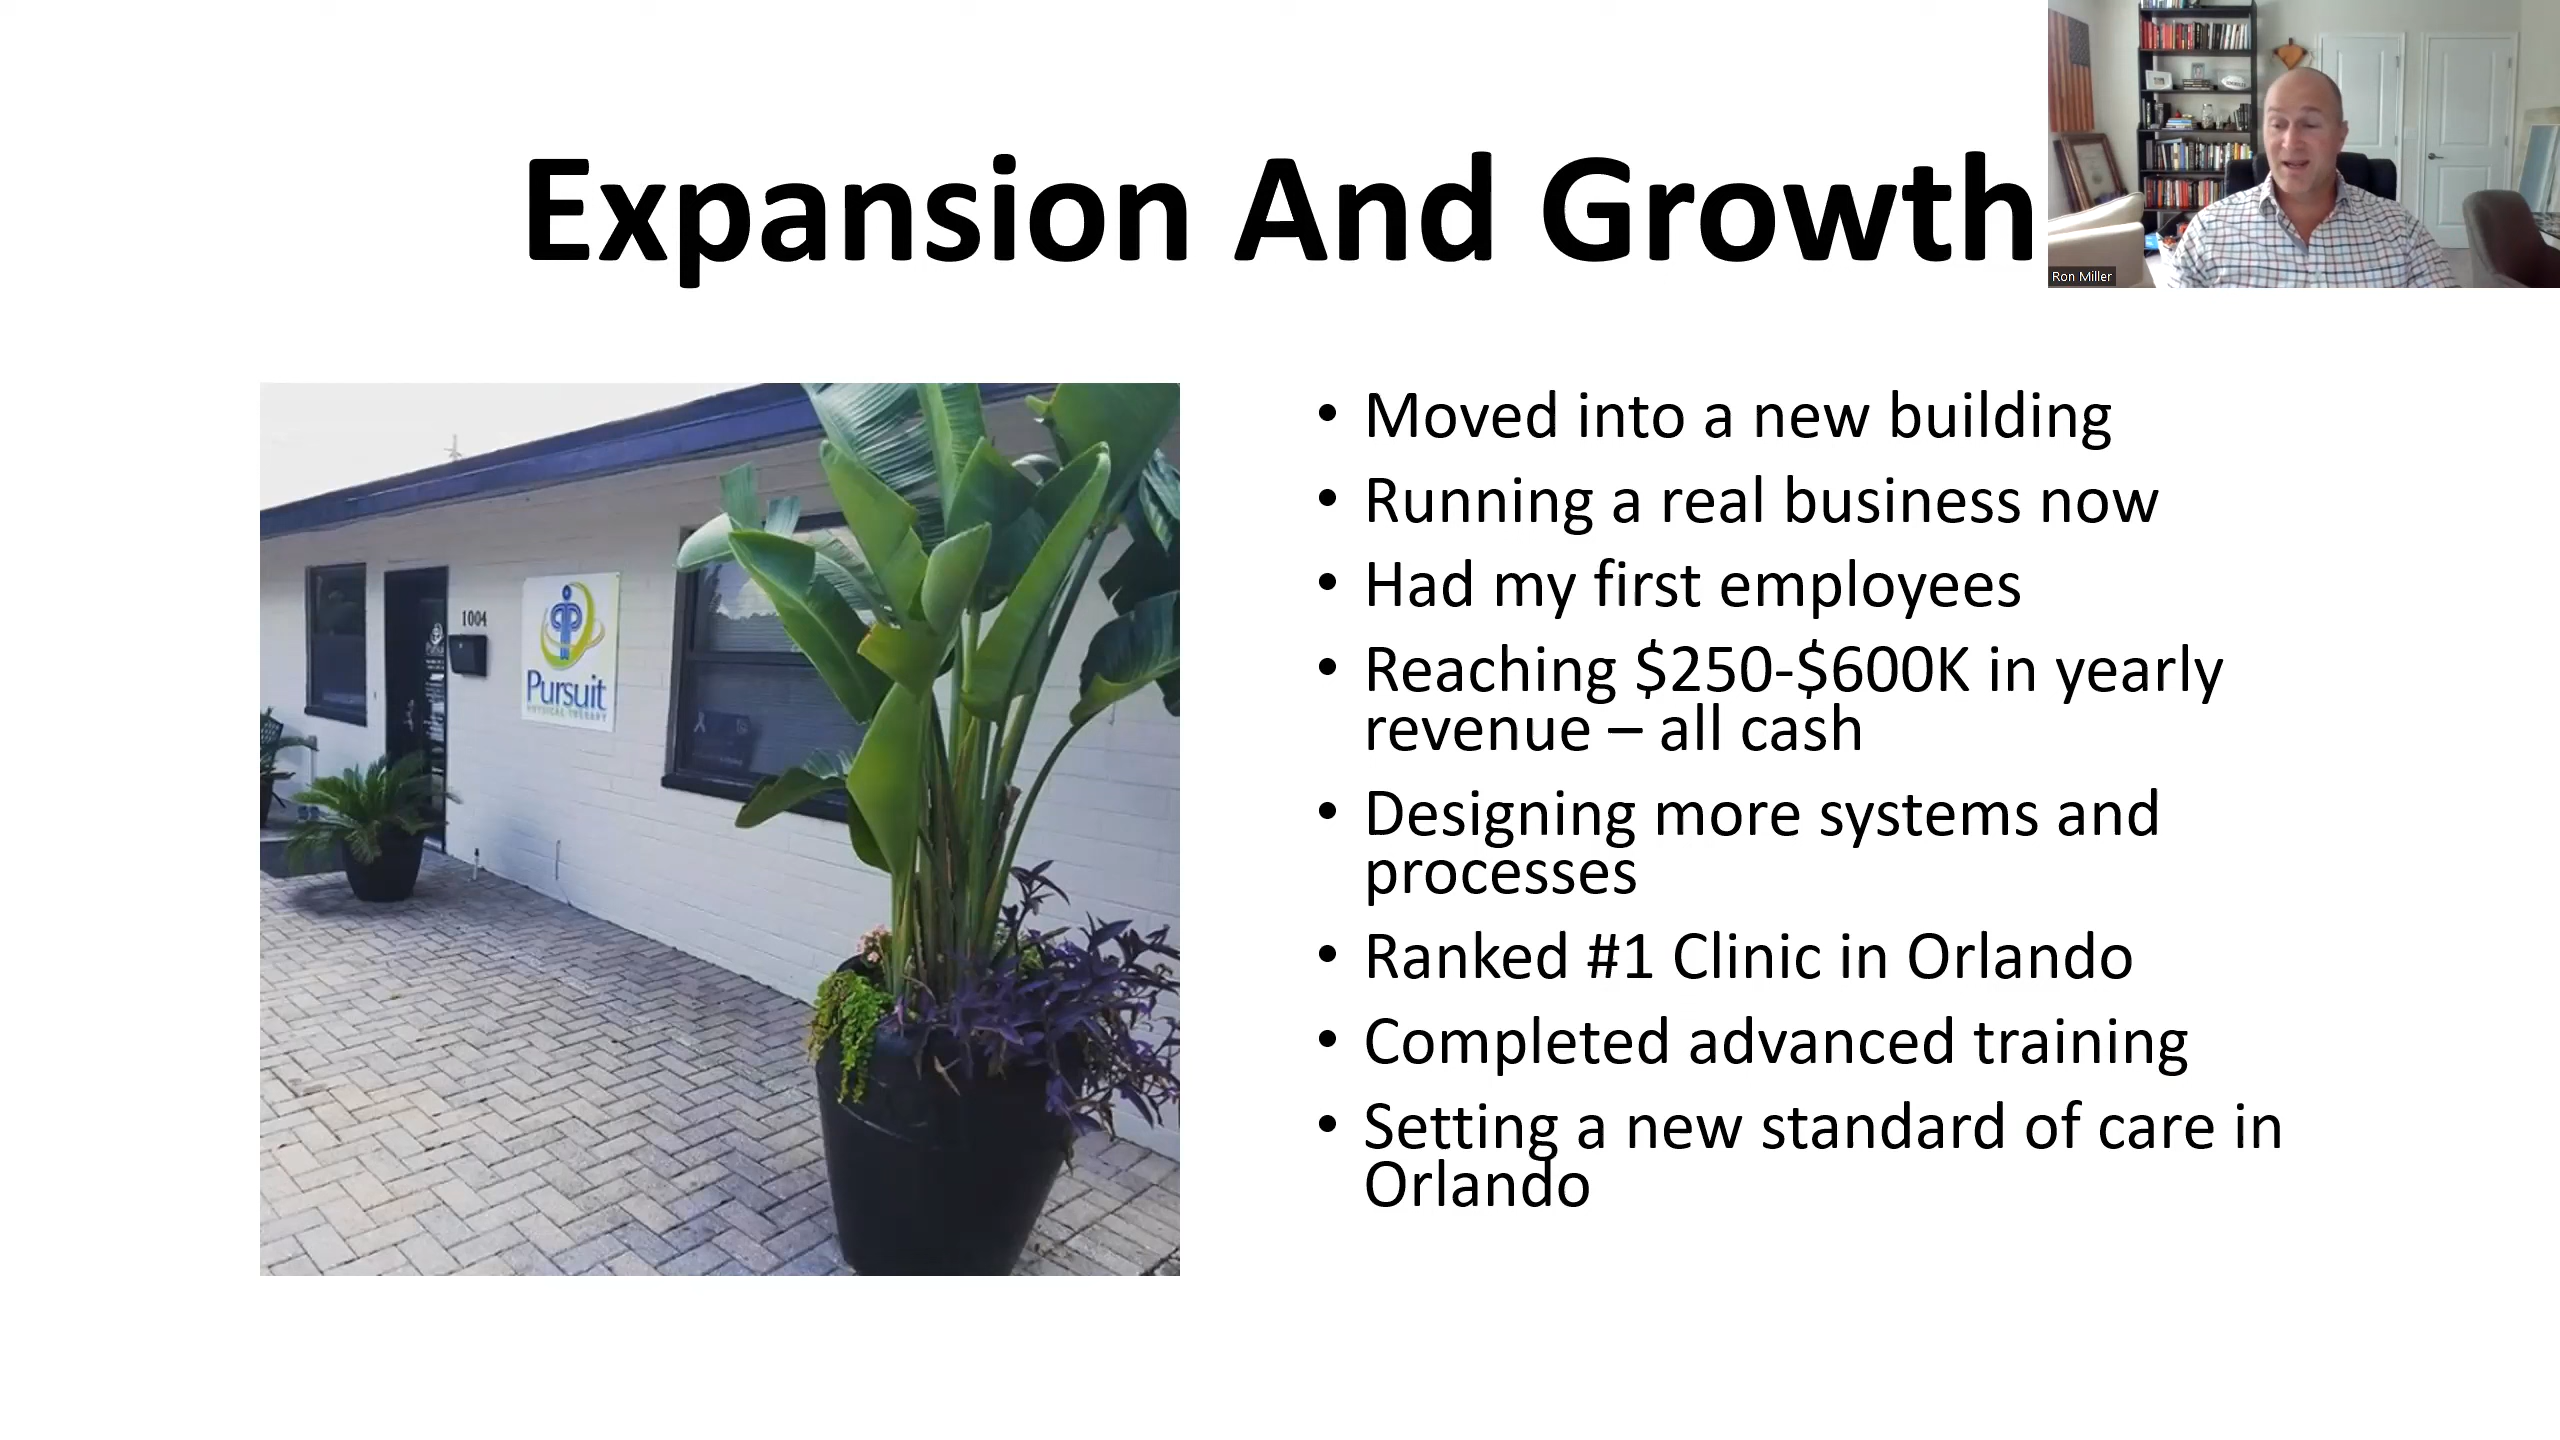 Expansion And Growth
Ron Miller
1004
Pursuit
PHYSICAL THERAPY
• Moved into a new building
• Running a real business now
• Had my first employees
• Reaching $250-$600K in yearly
revenue – all cash
• Designing more systems and
processes
• Ranked #1 Clinic in Orlando
• Completed advanced training
• Setting a new standard of care in
Orlando